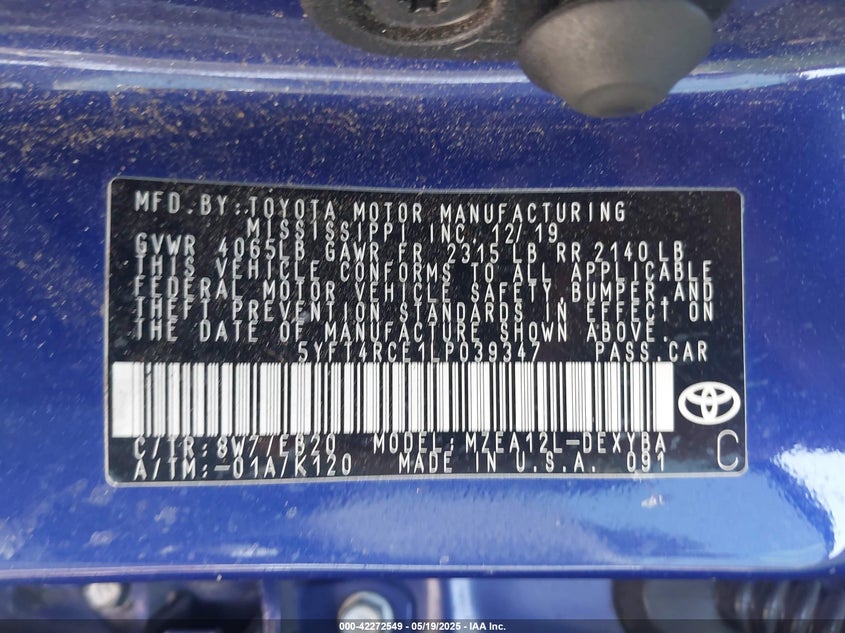 MFD.BY:TOYOTA MOTOR MANUFACTURING
MISSISSIPPI INC. 12/19
GVWR 4065LB GAWR FR 2315LB RR 2140LB
THIS VEHICLE CONFORMS TO ALL APPLICABLE
FEDERAL MOTOR VEHICLE SAFETY,BUMPER,AND
THEFT PREVENTION STANDARDS IN EFFECT ON
THE DATE OF MANUFACTURE SHOWN ABOVE.
5YFT4RCE1LP039347 PASS.CAR
C/TR:8W7/EB20 MODEL:MZEA12L-DEXYBA
A/TM:-01A/K120 MADE IN U.S.A. 091
C
000-42272549 — 05/19/2025 — IAA Inc.